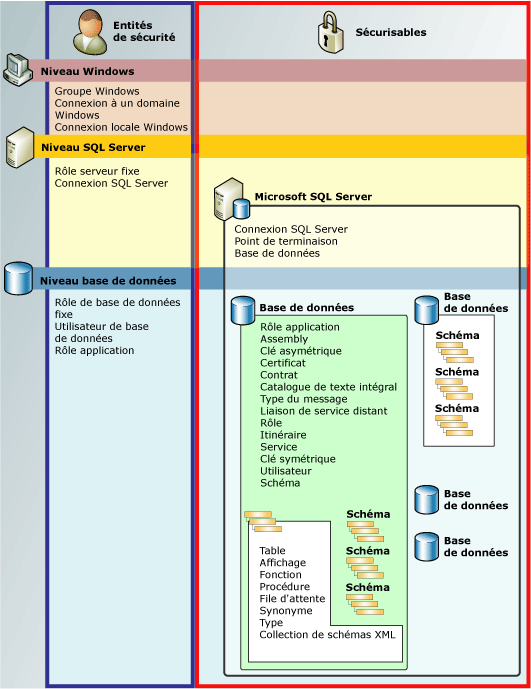 Entités
de sécurité
Sécurisables
Niveau Windows
Groupe Windows
Connexion à un domaine
Windows
Connexion locale Windows
Niveau SQL Server
Rôle serveur fixe
Connexion SQL Server
Microsoft SQL Server
Connexion SQL Server
Point de terminaison
Base de données
Niveau base de données
Rôle de base de données
fixe
Utilisateur de base
de données
Rôle application
Base de données
Rôle application
Assembly
Clé asymétrique
Certificat
Contrat
Catalogue de texte intégral
Type du message
Liaison de service distant
Rôle
Itinéraire
Service
Clé symétrique
Utilisateur
Schéma
Schéma
Schéma
Schéma
Table
Affichage
Fonction
Procédure
File d'attente
Synonyme
Type
Collection de schémas XML
Base
de données
Schéma
Schéma
Schéma
Base
de données
Base
de données